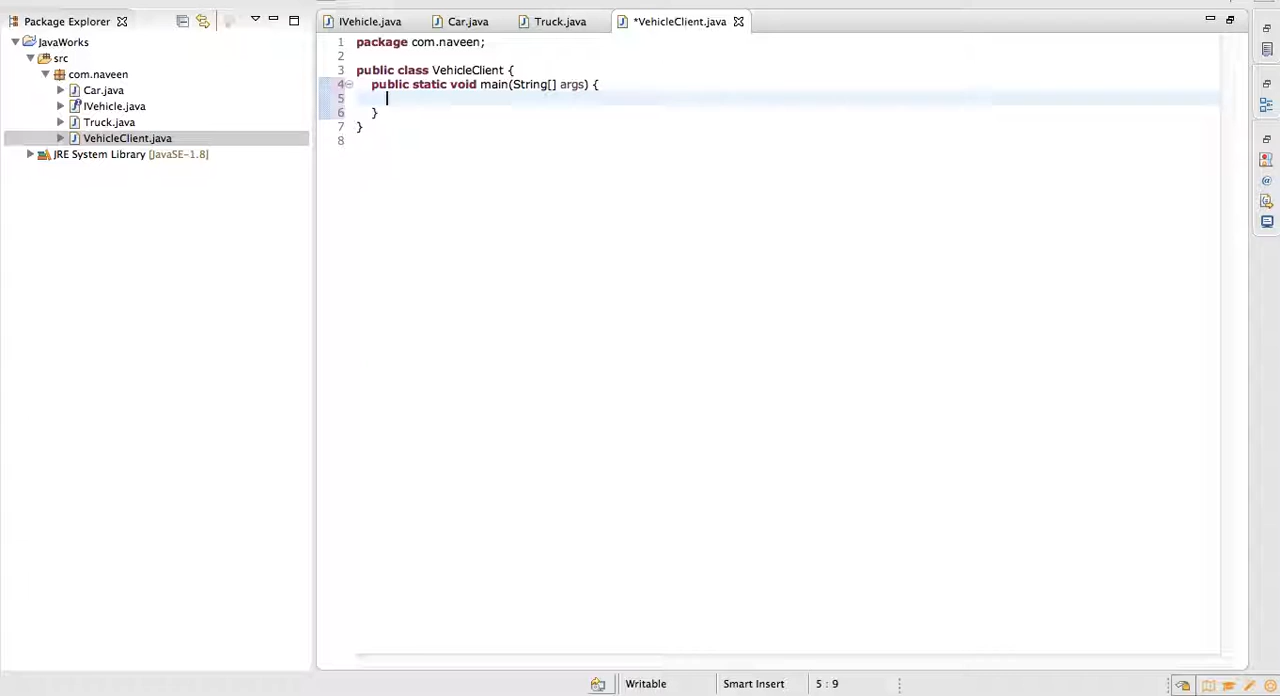 Package Explorer
JavaWorks
src
com.naveen
Car.java
IVehicle.java
Truck.java
VehicleClient.java
JRE System Library [JavaSE-1.8]
IVehicle.java Car.java Truck.java *VehicleClient.java
1 package com.naveen;
2
3 public class VehicleClient {
4 public static void main(String[] args) {
5
6 }
7 }
8
Writable Smart Insert 5 : 9